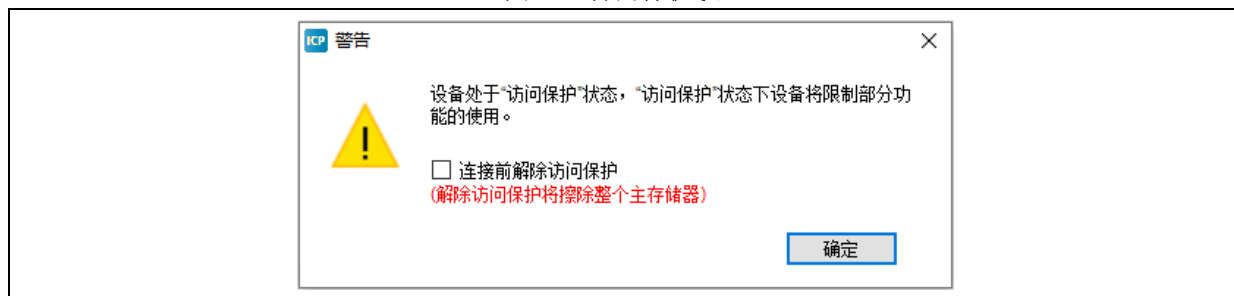 ICP 警告
设备处于“访问保护”状态，“访问保护”状态下设备将限制部分功
能的使用。
连接前解除访问保护
(解除访问保护将擦除整个主存储器)
确定